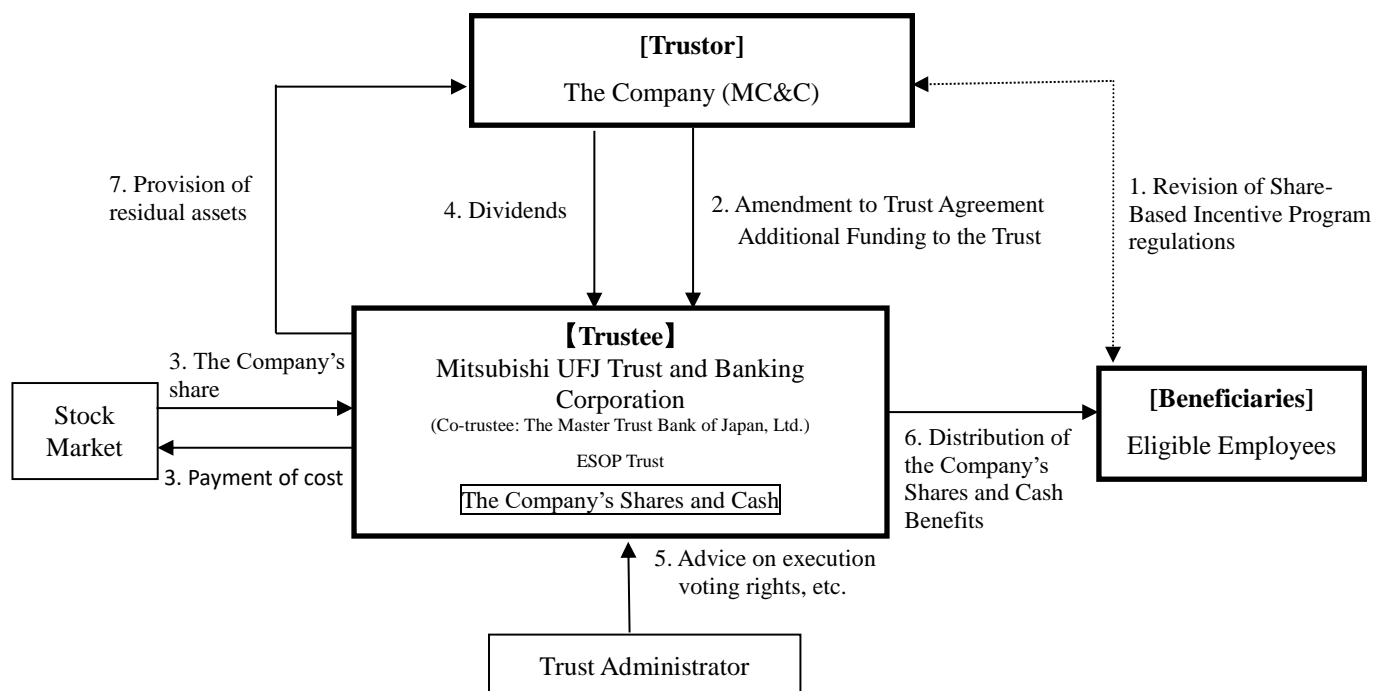 [Trustor]
The Company (MC&C)
7. Provision of
residual assets
4. Dividends
2. Amendment to Trust Agreement
Additional Funding to the Trust
1. Revision of Share-
Based Incentive Program
regulations
【Trustee】
Mitsubishi UFJ Trust and Banking
Corporation
(Co-trustee: The Master Trust Bank of Japan, Ltd.)
ESOP Trust
The Company’s Shares and Cash
3. The Company’s
share
Stock
Market
3. Payment of cost
[Beneficiaries]
Eligible Employees
6. Distribution of
the Company’s
Shares and Cash
Benefits
5. Advice on execution
voting rights, etc.
Trust Administrator